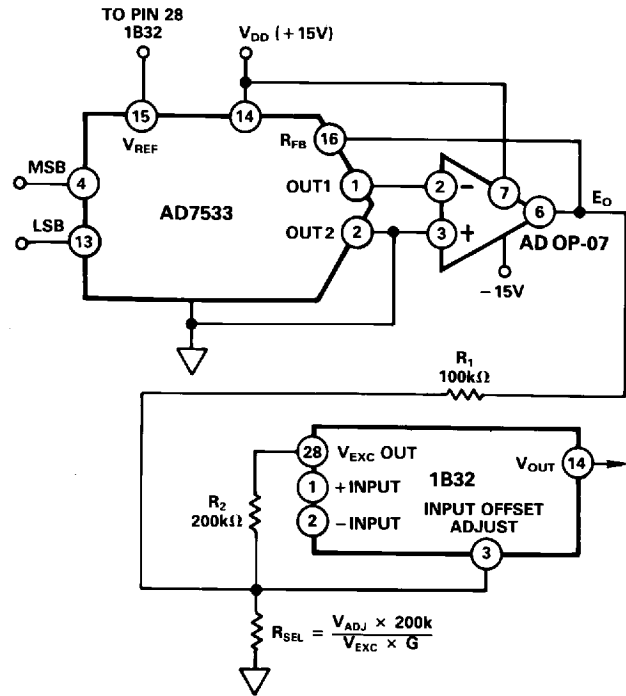 TO PIN 28
1B32
V_DD (+15V)
15
14
V_REF
R_FB
16
MSB
4
OUT1
1
2
−
7
AD7533
6
E_O
LSB
13
OUT 2
2
3
+
AD OP-07
−15V
R_1
100kΩ
28
V_EXC OUT
V_OUT
14
1
+INPUT
1B32
R_2
200kΩ
2
−INPUT
INPUT OFFSET
ADJUST
3
R_SEL = V_ADJ × 200k
V_EXC × G